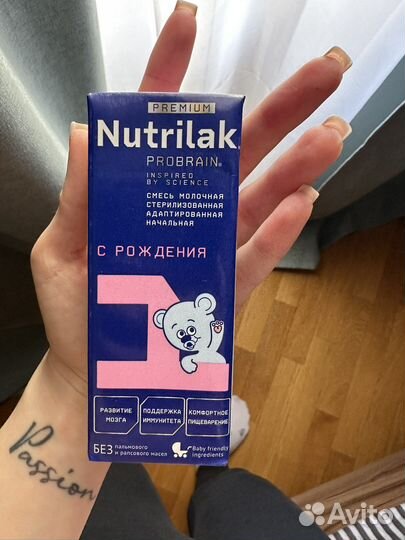 PREMIUM
Nutrilak®
PROBRAIN®
INSPIRED
BY SCIENCE
СМЕСЬ МОЛОЧНАЯ
СТЕРИЛИЗОВАННАЯ
АДАПТИРОВАННАЯ
НАЧАЛЬНАЯ
С РОЖДЕНИЯ
1
РАЗВИТИЕ
МОЗГА
ПОДДЕРЖКА
ИММУНИТЕТА
КОМФОРТНОЕ
ПИЩЕВАРЕНИЕ
БЕЗ пальмового
и рапсового масел
Baby friendly
ingredients
Passion
Avito